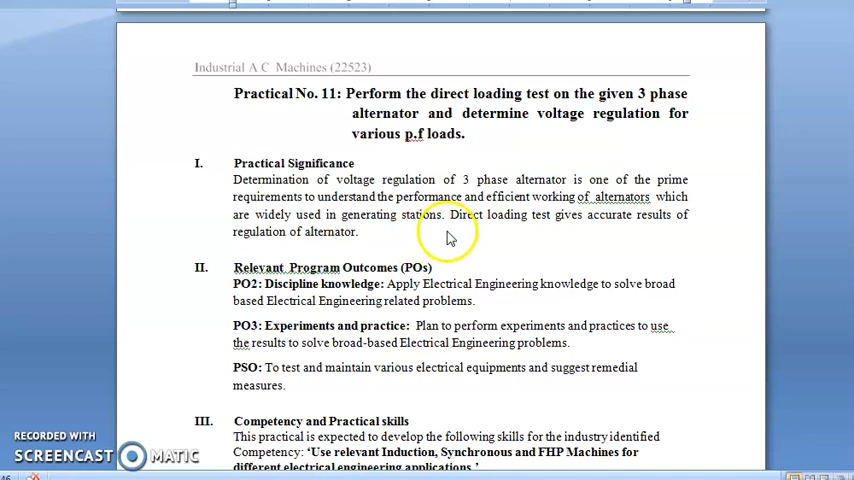 Industrial A C Machines (22523)
Practical No. 11: Perform the direct loading test on the given 3 phase
alternator and determine voltage regulation for
various p.f loads.
I. Practical Significance
Determination of voltage regulation of 3 phase alternator is one of the prime
requirements to understand the performance and efficient working of alternators which
are widely used in generating stations. Direct loading test gives accurate results of
regulation of alternator.
II. Relevant Program Outcomes (POs)
PO2: Discipline knowledge: Apply Electrical Engineering knowledge to solve broad
based Electrical Engineering related problems.
PO3: Experiments and practice: Plan to perform experiments and practices to use
the results to solve broad-based Electrical Engineering problems.
PSO: To test and maintain various electrical equipments and suggest remedial
measures.
III. Competency and Practical skills
This practical is expected to develop the following skills for the industry identified
Competency: ‘Use relevant Induction, Synchronous and FHP Machines for
different electrical engineering applications.’
RECORDED WITH
SCREENCAST MATIC